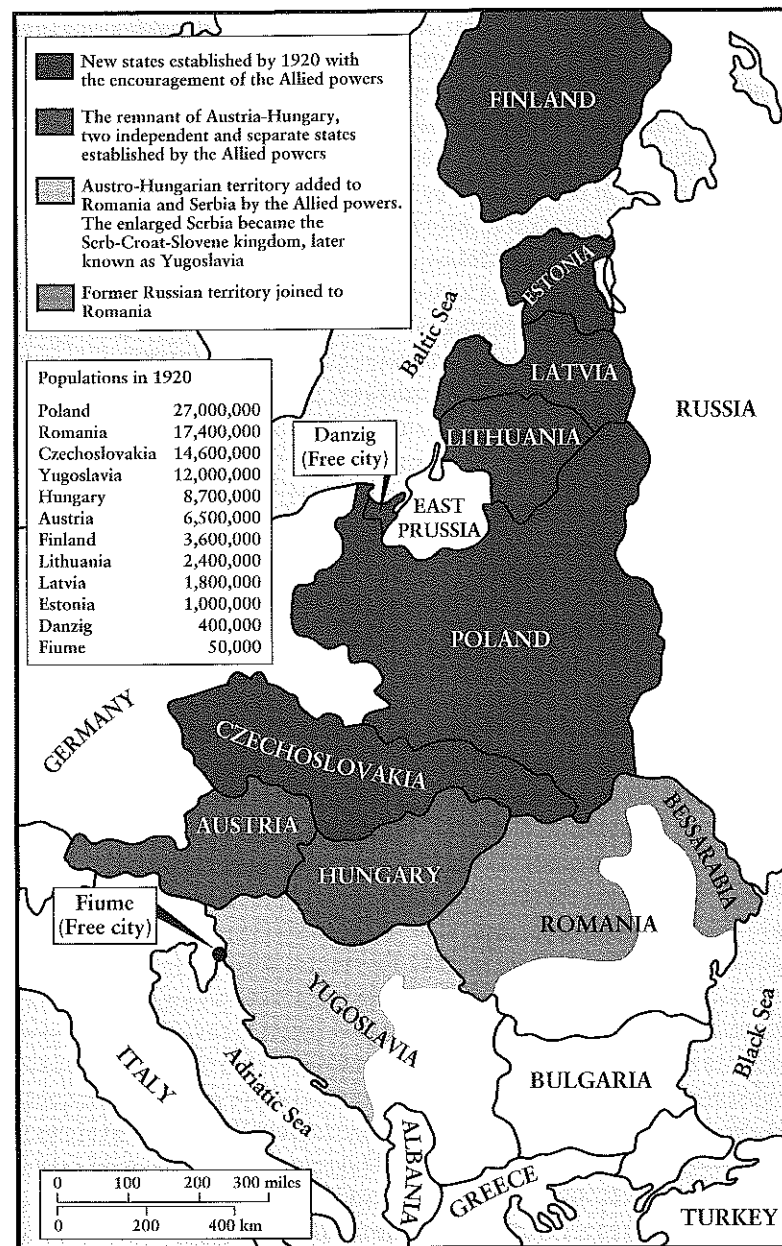 New states established by 1920 with
the encouragement of the Allied powers
The remnant of Austria-Hungary,
two independent and separate states
established by the Allied powers
Austro-Hungarian territory added to
Romania and Serbia by the Allied powers.
The enlarged Serbia became the
Serb-Croat-Slovene kingdom, later
known as Yugoslavia
Former Russian territory joined to
Romania
Populations in 1920
Poland 27,000,000
Romania 17,400,000
Czechoslovakia 14,600,000
Yugoslavia 12,000,000
Hungary 8,700,000
Austria 6,500,000
Finland 3,600,000
Lithuania 2,400,000
Latvia 1,800,000
Estonia 1,000,000
Danzig 400,000
Fiume 50,000
FINLAND
ESTONIA
Baltic Sea
LATVIA
RUSSIA
LITHUANIA
Danzig
(Free city)
EAST
PRUSSIA
POLAND
GERMANY
CZECHOSLOVAKIA
AUSTRIA
HUNGARY
BESSARABIA
Fiume
(Free city)
ROMANIA
YUGOSLAVIA
Black Sea
ITALY
Adriatic Sea
BULGARIA
ALBANIA
GREECE
TURKEY
0 100 200 300 miles
0 200 400 km